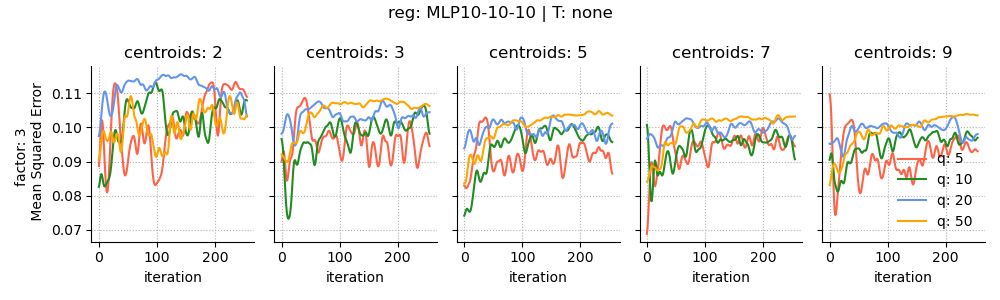 reg: MLP10-10-10 | T: none
centroids: 2
centroids: 3
centroids: 5
centroids: 7
centroids: 9
factor: 3
Mean Squared Error
0.11
0.10
0.09
0.08
0.07
0
100
200
0
100
200
0
100
200
0
100
200
0
100
200
iteration
iteration
iteration
iteration
iteration
q: 5
q: 10
q: 20
q: 50